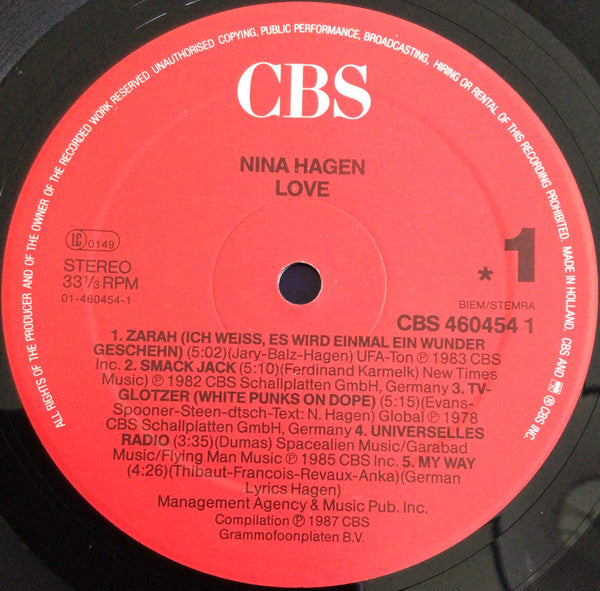 ALL RIGHTS OF THE PRODUCER AND OF THE OWNER OF THE RECORDED WORK RESERVED. UNAUTHORISED COPYING, PUBLIC PERFORMANCE, BROADCASTING, HIRING OR RENTAL OF THIS RECORDING PROHIBITED. MADE IN HOLLAND. CBS AND ® CBS INC.
CBS
NINA HAGEN
LOVE
LC 0149
STEREO
33 1/3 RPM
01-460454-1
* 1
BIEM/STEMRA
CBS 460454 1
1. ZARAH (ICH WEISS, ES WIRD EINMAL EIN WUNDER
GESCHEHN) (5:02)(Jary-Balz-Hagen) UFA-Ton ℗ 1983 CBS
Inc. 2. SMACK JACK (5:10)(Ferdinand Karmelk) New Times
Music) ℗ 1982 CBS Schallplatten GmbH, Germany 3. TV-
GLOTZER (WHITE PUNKS ON DOPE) (5:15)(Evans-
Spooner-Steen-dtsch-Text: N. Hagen) Global ℗ 1978
CBS Schallplatten GmbH, Germany 4. UNIVERSELLES
RADIO (3:35)(Dumas) Spacealien Music/Garabad
Music/Flying Man Music ℗ 1985 CBS Inc. 5. MY WAY
(4:26)(Thibaut-Francois-Revaux-Anka)(German
Lyrics Hagen)
Management Agency & Music Pub. Inc.
Compilation ℗ 1987 CBS
Grammofoonplaten B.V.